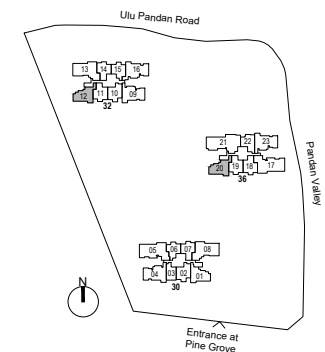 Ulu Pandan Road
13 14 15 16
12 11 10 09
32
21 22 23
20 19 18 17
36
Pandan Valley
05 06 07 08
04 03 02 01
30
N
Entrance at
Pine Grove